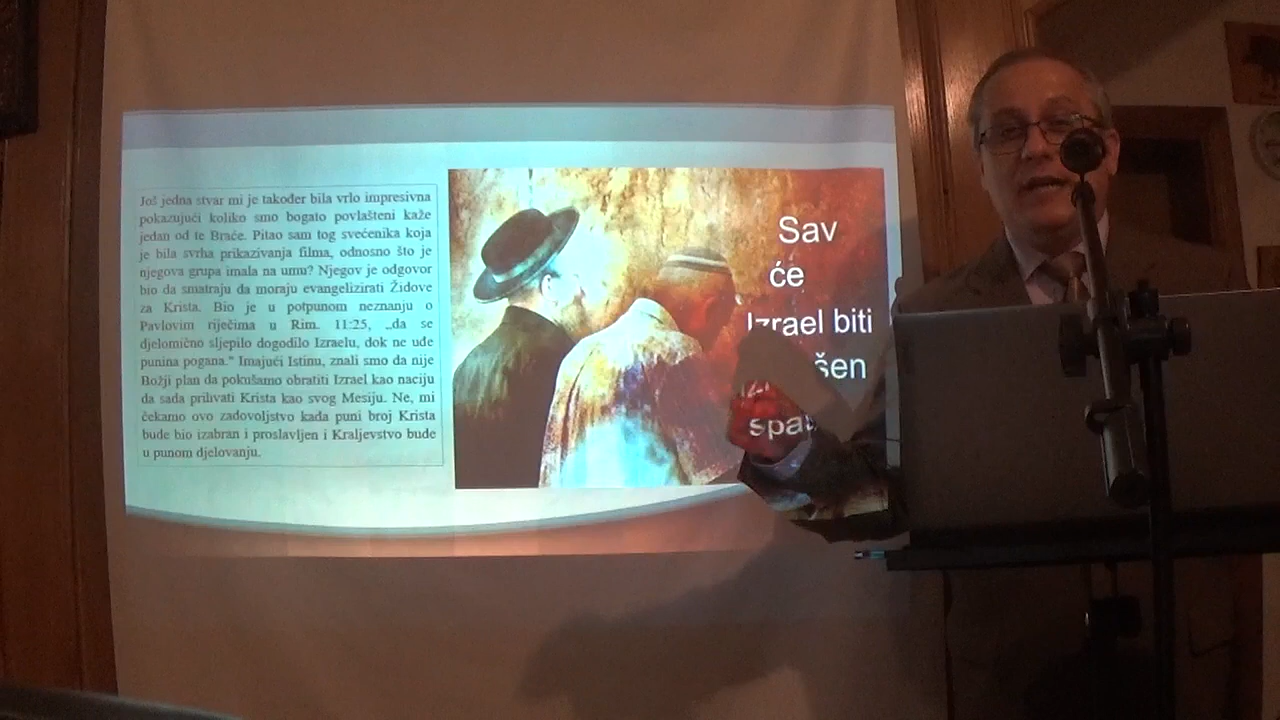 Još jedna stvar mi je također bila vrlo impresivna
pokazujući koliko smo bogato povlašteni kaže
jedan od te Braće. Pitao sam tog svećenika koja
je bila svrha prikazivanja filma, odnosno što je
njegova grupa imala na umu? Njegov je odgovor
bio da smatraju da moraju evangelizirati Židove
za Krista. Bio je u potpunom neznanju o
Pavlovim riječima u Rim. 11:25, „da se
djelomično sljepilo dogodilo Izraelu, dok ne uđe
punina pogana." Imajući Istinu, znali smo da nije
Božji plan da pokušamo obratiti Izrael kao naciju
da sada prihvati Krista kao svog Mesiju. Ne, mi
čekamo ovo zadovoljstvo kada puni broj Krista
bude bio izabran i proslavljen i Kraljevstvo bude
u punom djelovanju.
Sav
će
Izrael biti